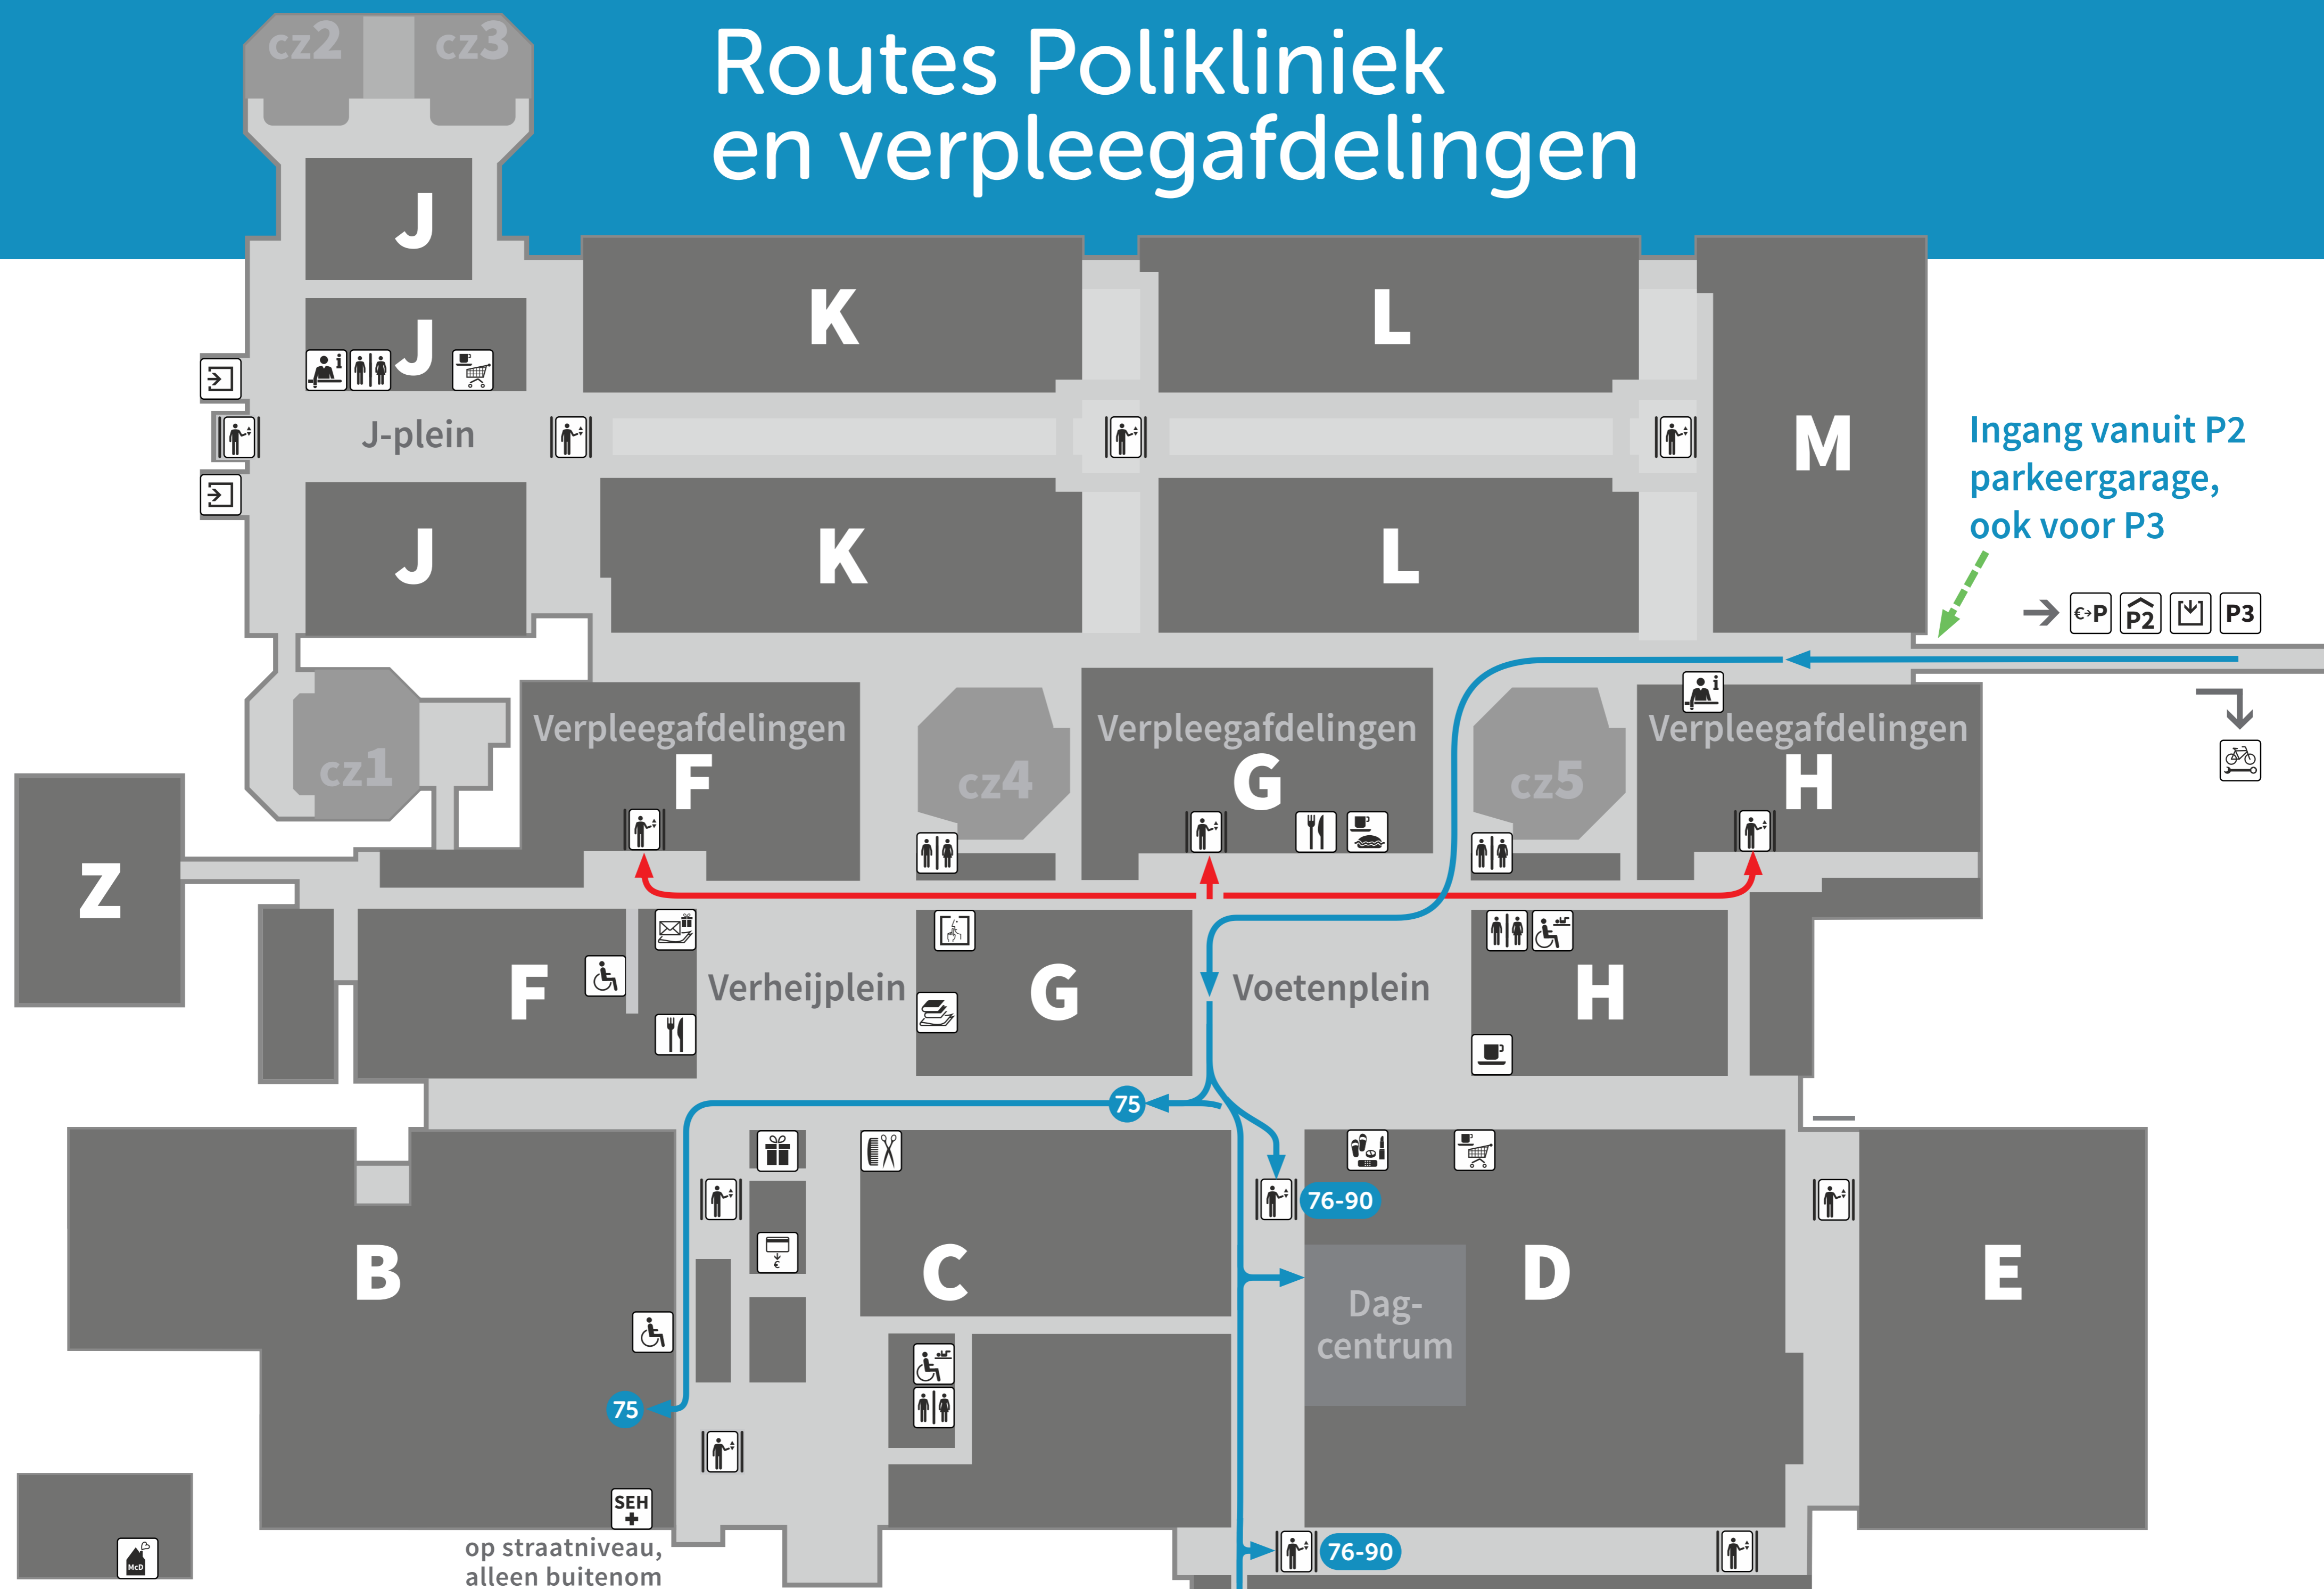 Routes Polikliniek
en verpleegafdelingen
cz2
cz3
J
J
K
L
M
J-plein
J
K
L
Ingang vanuit P2
parkeergarage,
ook voor P3
€→P
P2
P3
Verpleegafdelingen
F
cz1
cz4
Verpleegafdelingen
G
cz5
Verpleegafdelingen
H
Z
F
Verheijplein
G
Voetenplein
H
75
76-90
B
C
D
E
€
Dag-
centrum
75
SEH
op straatniveau,
alleen buitenom
McD
76-90